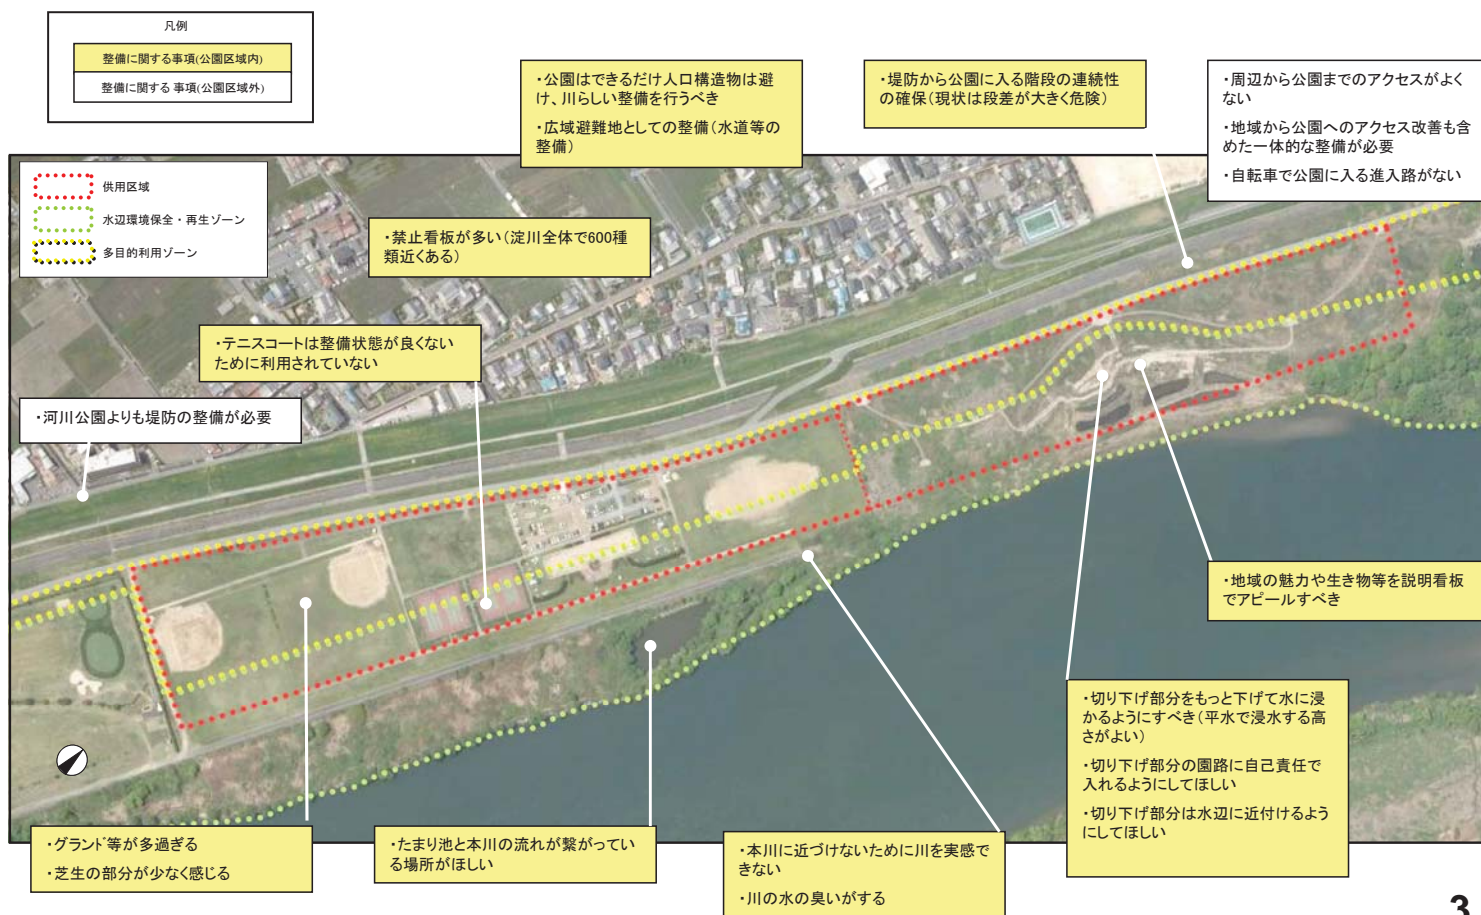 凡例
整備に関する事項(公園区域内)
整備に関する 事項(公園区域外)
・公園はできるだけ人口構造物は避
け、川らしい整備を行うべき
・広域避難地としての整備(水道等の
整備)
・堤防から公園に入る階段の連続性
の確保(現状は段差が大きく危険)
・周辺から公園までのアクセスがよく
ない
・地域から公園へのアクセス改善も含
めた一体的な整備が必要
・自転車で公園に入る進入路がない
供用区域
水辺環境保全・再生ゾーン
多目的利用ゾーン
・禁止看板が多い(淀川全体で600種
類近くある)
・テニスコートは整備状態が良くない
ために利用されていない
・河川公園よりも堤防の整備が必要
・地域の魅力や生き物等を説明看板
でアピールすべき
・切り下げ部分をもっと下げて水に浸
かるようにすべき(平水で浸水する高
さがよい)
・切り下げ部分の園路に自己責任で
入れるようにしてほしい
・切り下げ部分は水辺に近付けるよう
にしてほしい
・グランド等が多過ぎる
・芝生の部分が少なく感じる
・たまり池と本川の流れが繋がってい
る場所がほしい
・本川に近づけないために川を実感で
きない
・川の水の臭いがする
3